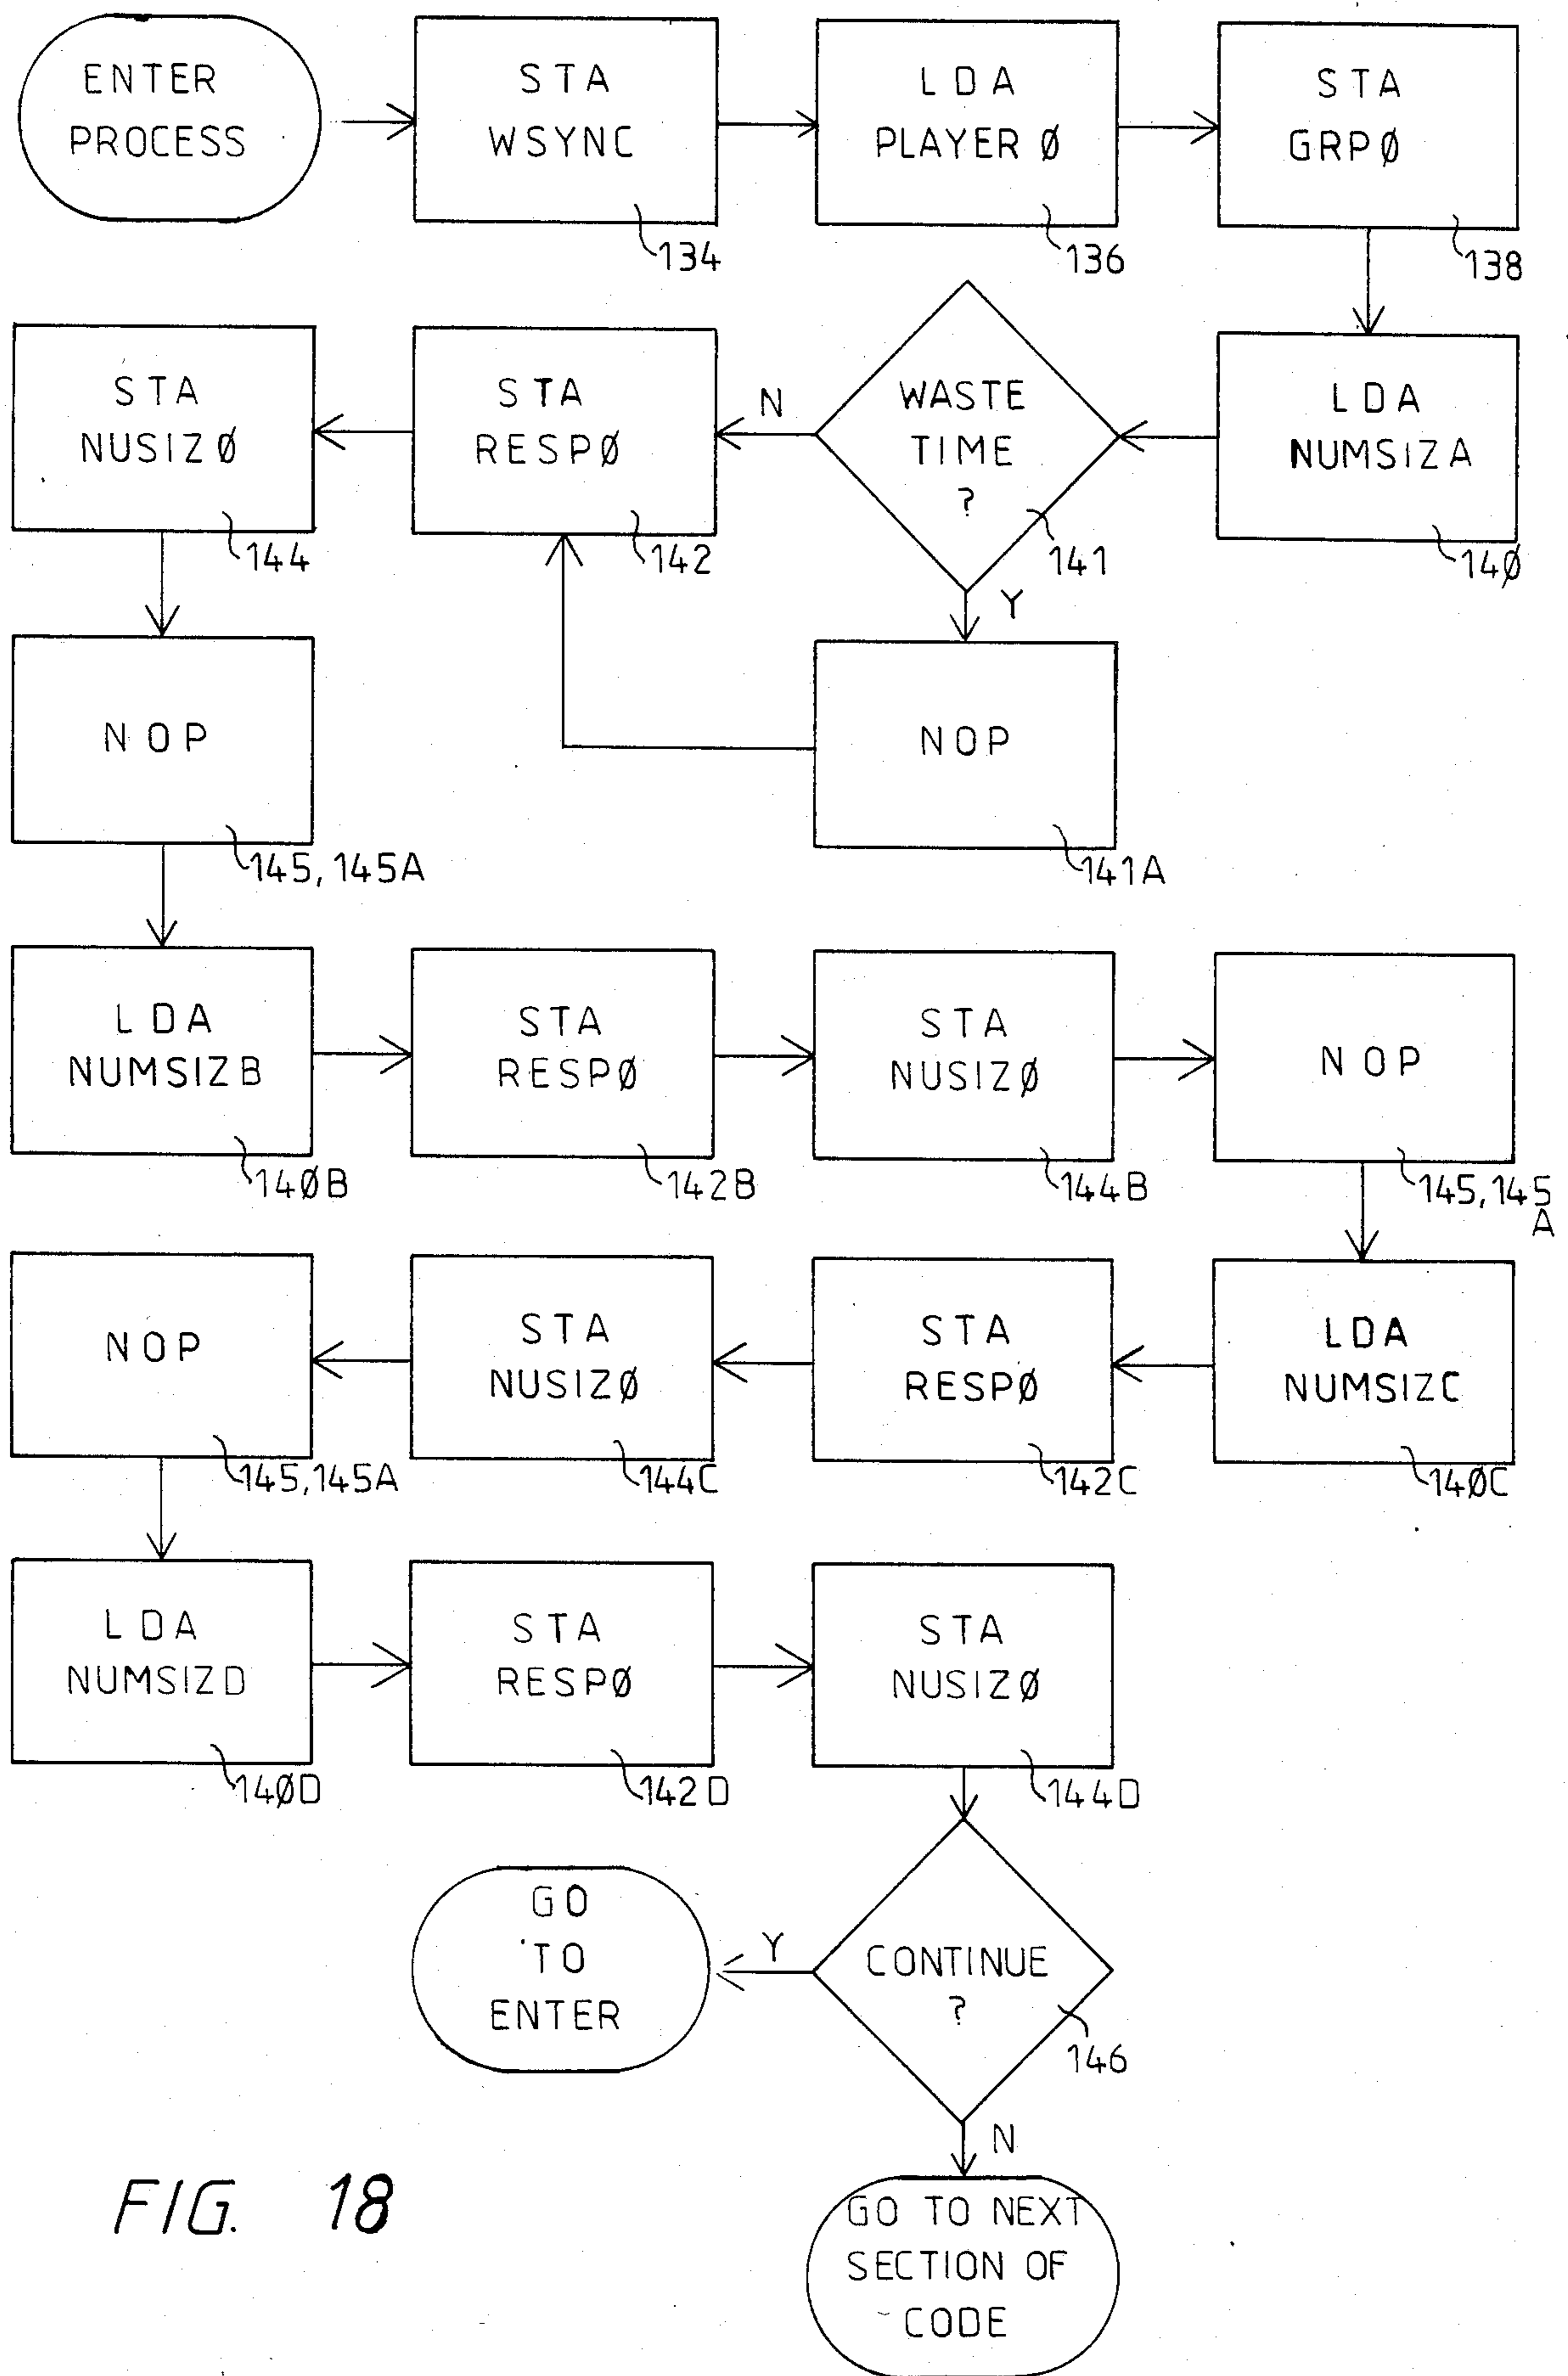 ENTER
PROCESS
STA
WSYNC
134
LDA
PLAYER Ø
136
STA
GRPØ
138
LDA
NUMSIZA
14Ø
WASTE
TIME
?
141
N
Y
STA
RESPØ
142
STA
NUSIZØ
144
NOP
141A
NOP
145, 145A
LDA
NUMSIZB
14ØB
STA
RESPØ
142B
STA
NUSIZØ
144B
NOP
145,145
A
LDA
NUMSIZC
14ØC
STA
RESPØ
142C
STA
NUSIZØ
144C
NOP
145,145A
LDA
NUMSIZD
14ØD
STA
RESPØ
142D
STA
NUSIZØ
144D
CONTINUE
?
146
Y
GO
TO
ENTER
N
GO TO NEXT
SECTION OF
CODE
FIG. 18